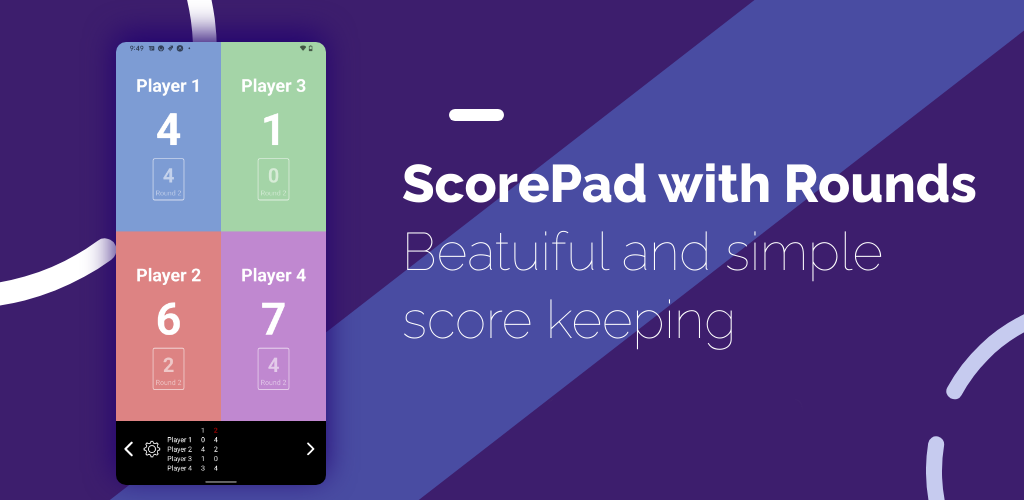 9:49
Player 1
4
4
Round 2
Player 3
1
0
Round 2
Player 2
6
2
Round 2
Player 4
7
4
Round 2
1 2
Player 1 0 4
Player 2 4 2
Player 3 1 0
Player 4 3 4
ScorePad with Rounds
Beatuiful and simple
score keeping